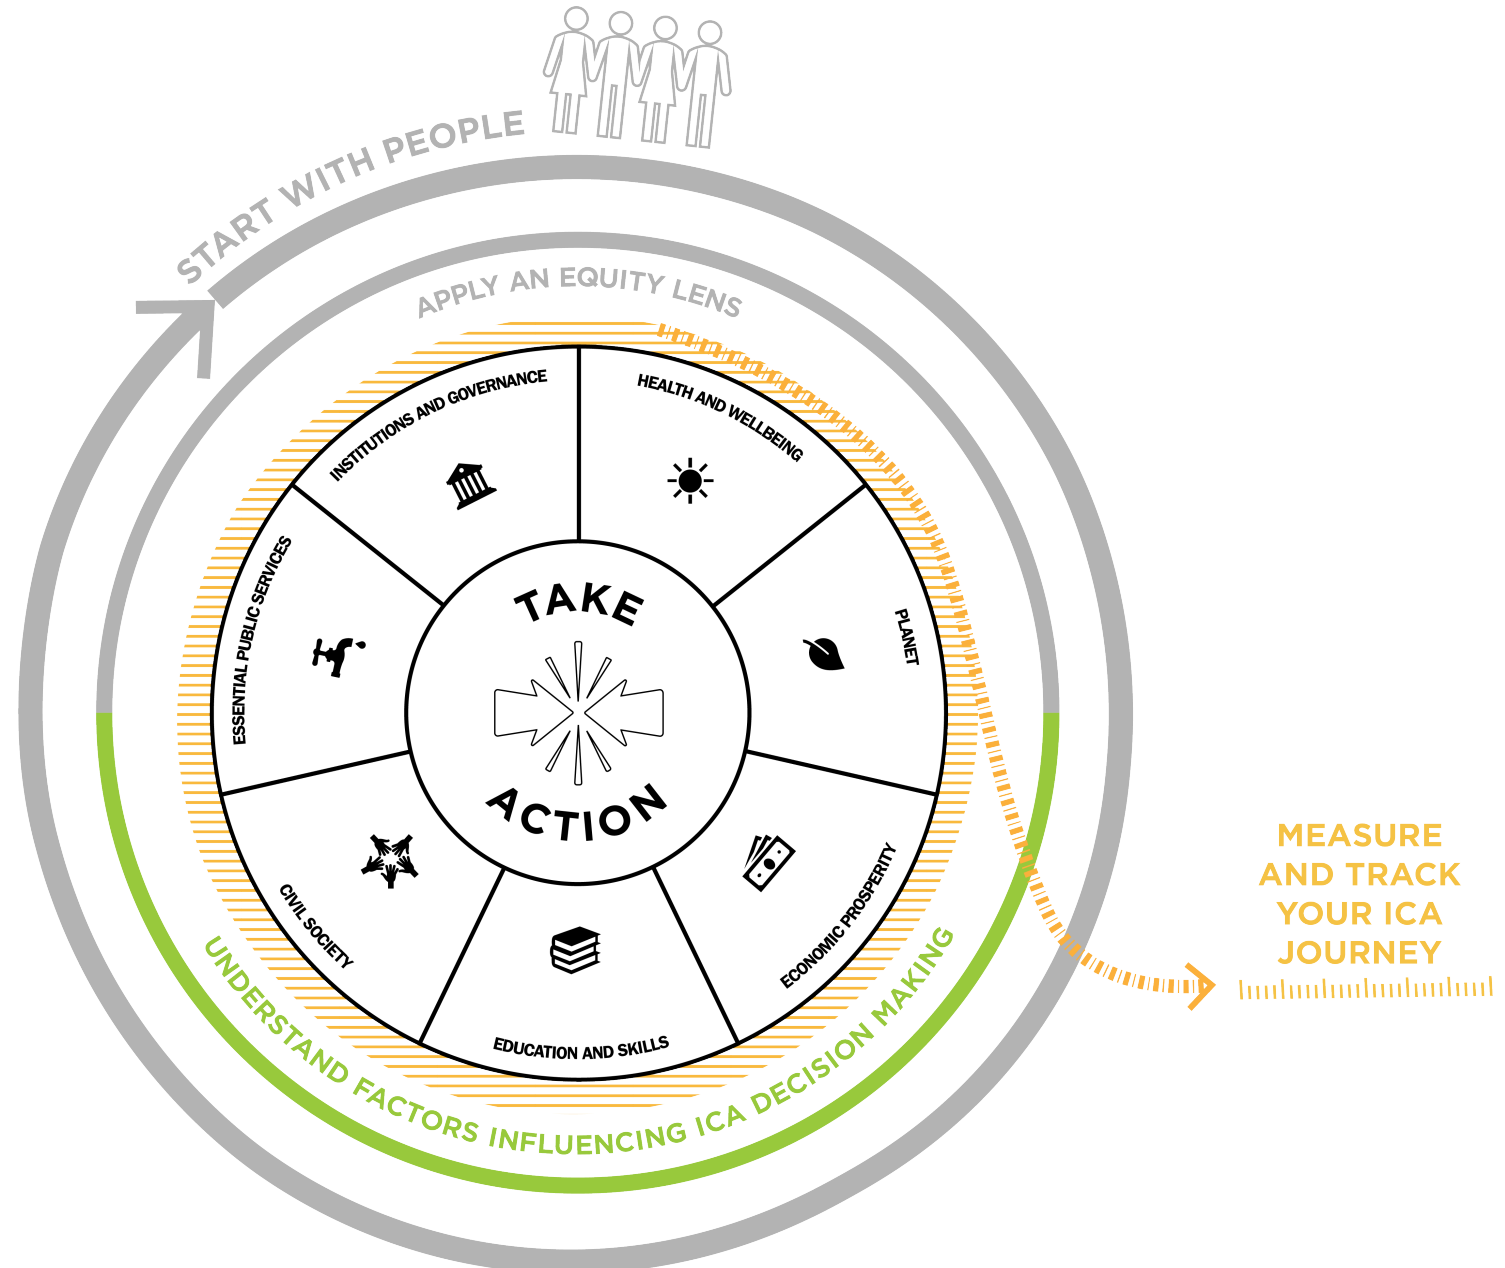 START WITH PEOPLE
APPLY AN EQUITY LENS
INSTITUTIONS AND GOVERNANCE
HEALTH AND WELLBEING
ESSENTIAL PUBLIC SERVICES
PLANET
TAKE
ACTION
CIVIL SOCIETY
ECONOMIC PROSPERITY
EDUCATION AND SKILLS
UNDERSTAND FACTORS INFLUENCING ICA DECISION MAKING
MEASURE
AND TRACK
YOUR ICA
JOURNEY